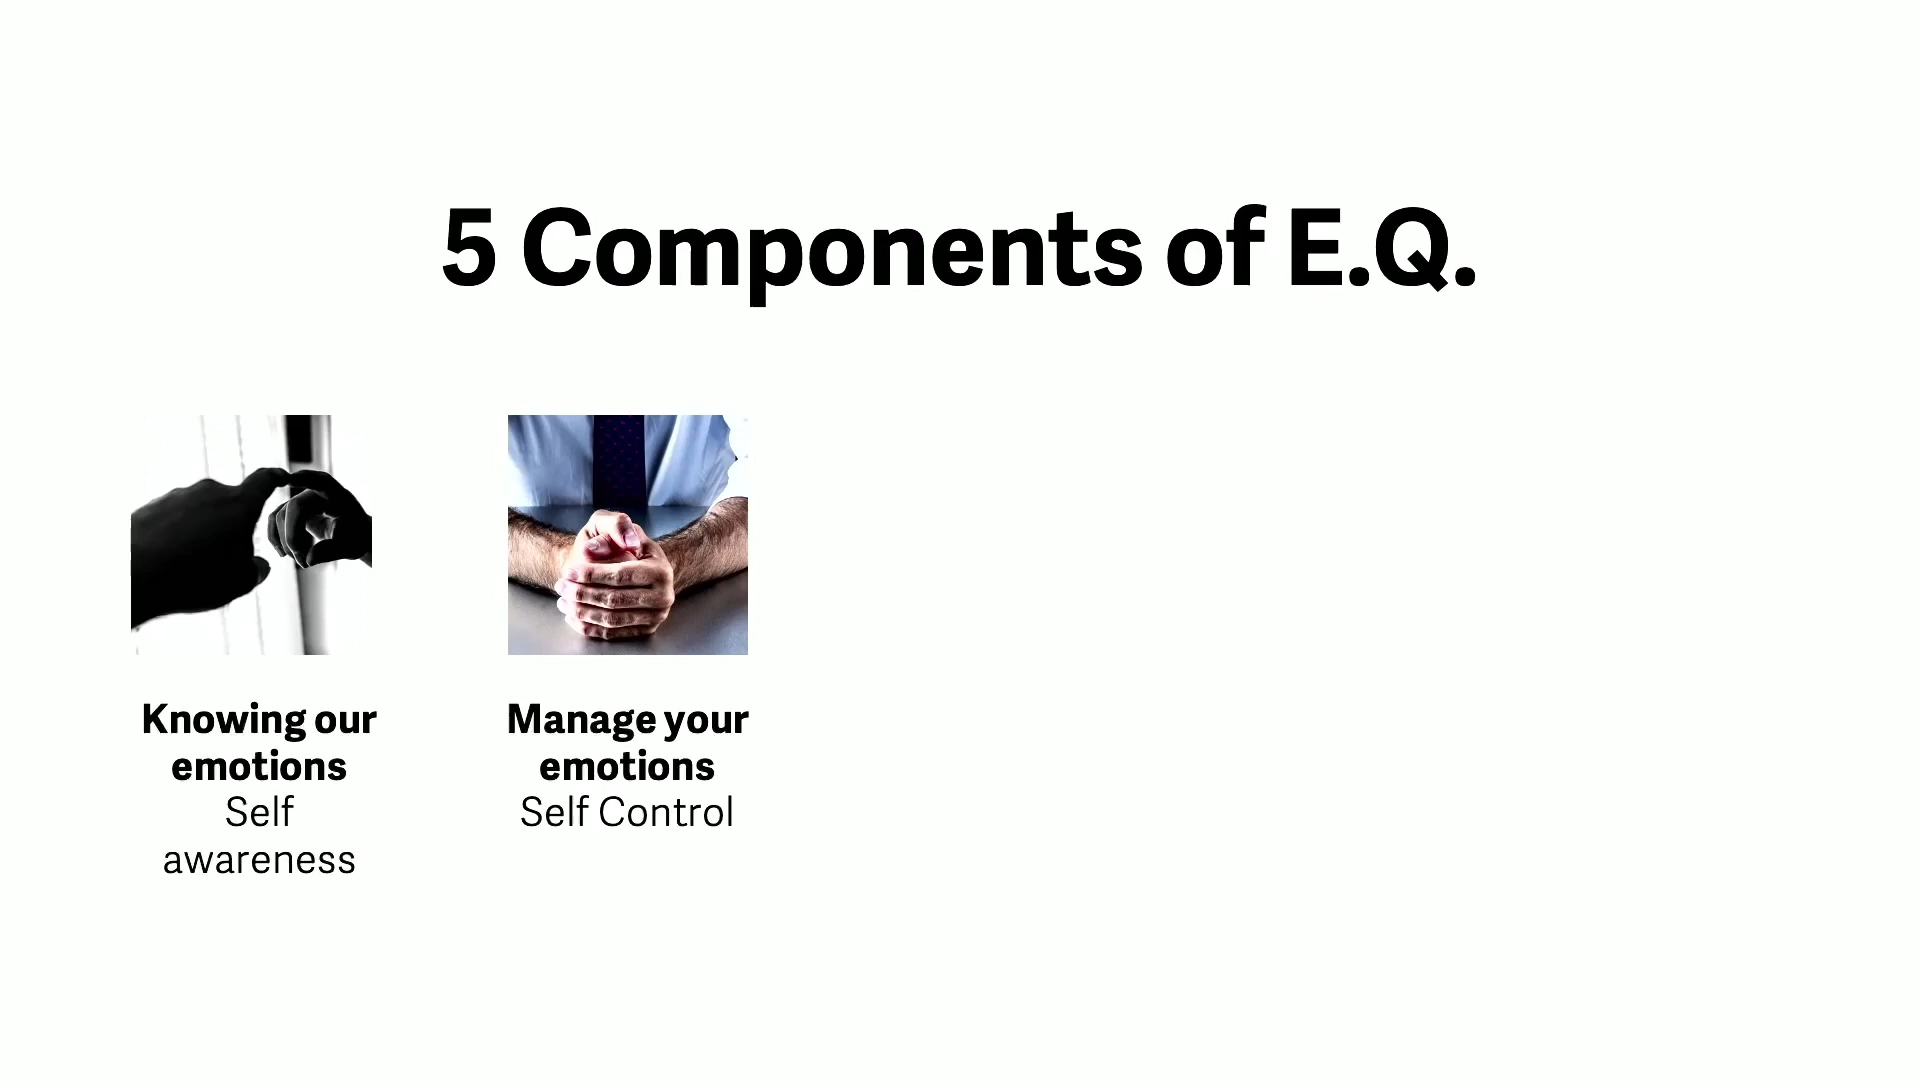 5 Components of E.Q.
Knowing our
emotions
Self
awareness
Manage your
emotions
Self Control